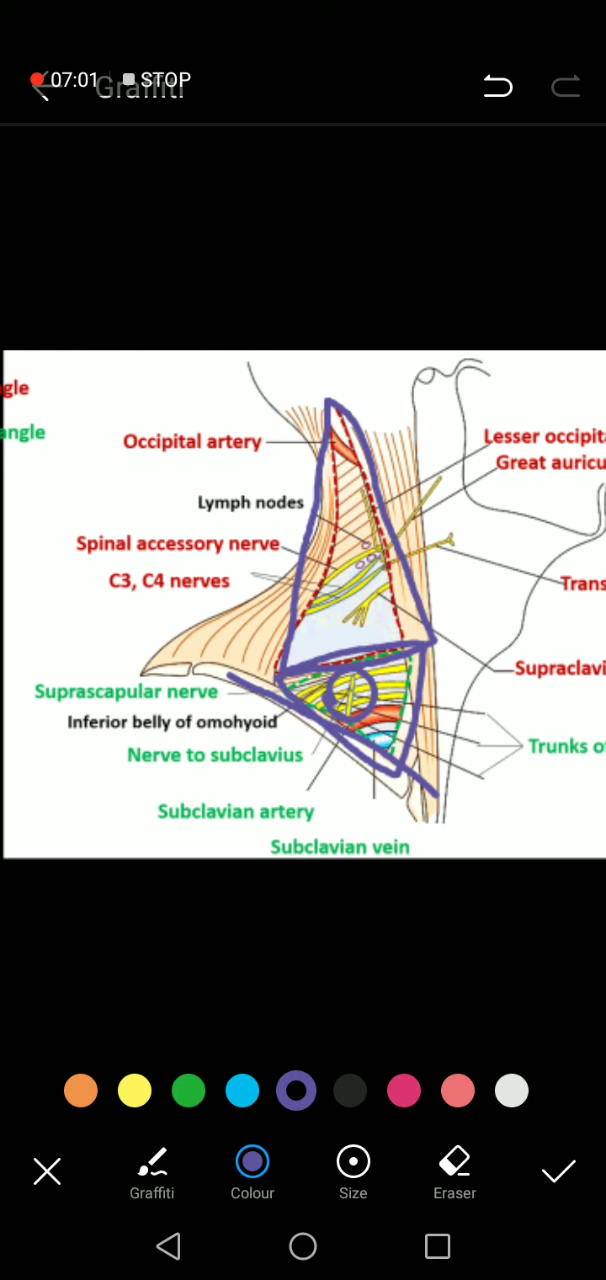 07:01 STOP
Graffiti
gle
angle
Occipital artery
Lesser occipit
Great auricu
Lymph nodes
Spinal accessory nerve
C3, C4 nerves
Trans
Supraclavi
Suprascapular nerve
Inferior belly of omohyoid
Nerve to subclavius
Trunks o
Subclavian artery
Subclavian vein
Graffiti Colour Size Eraser